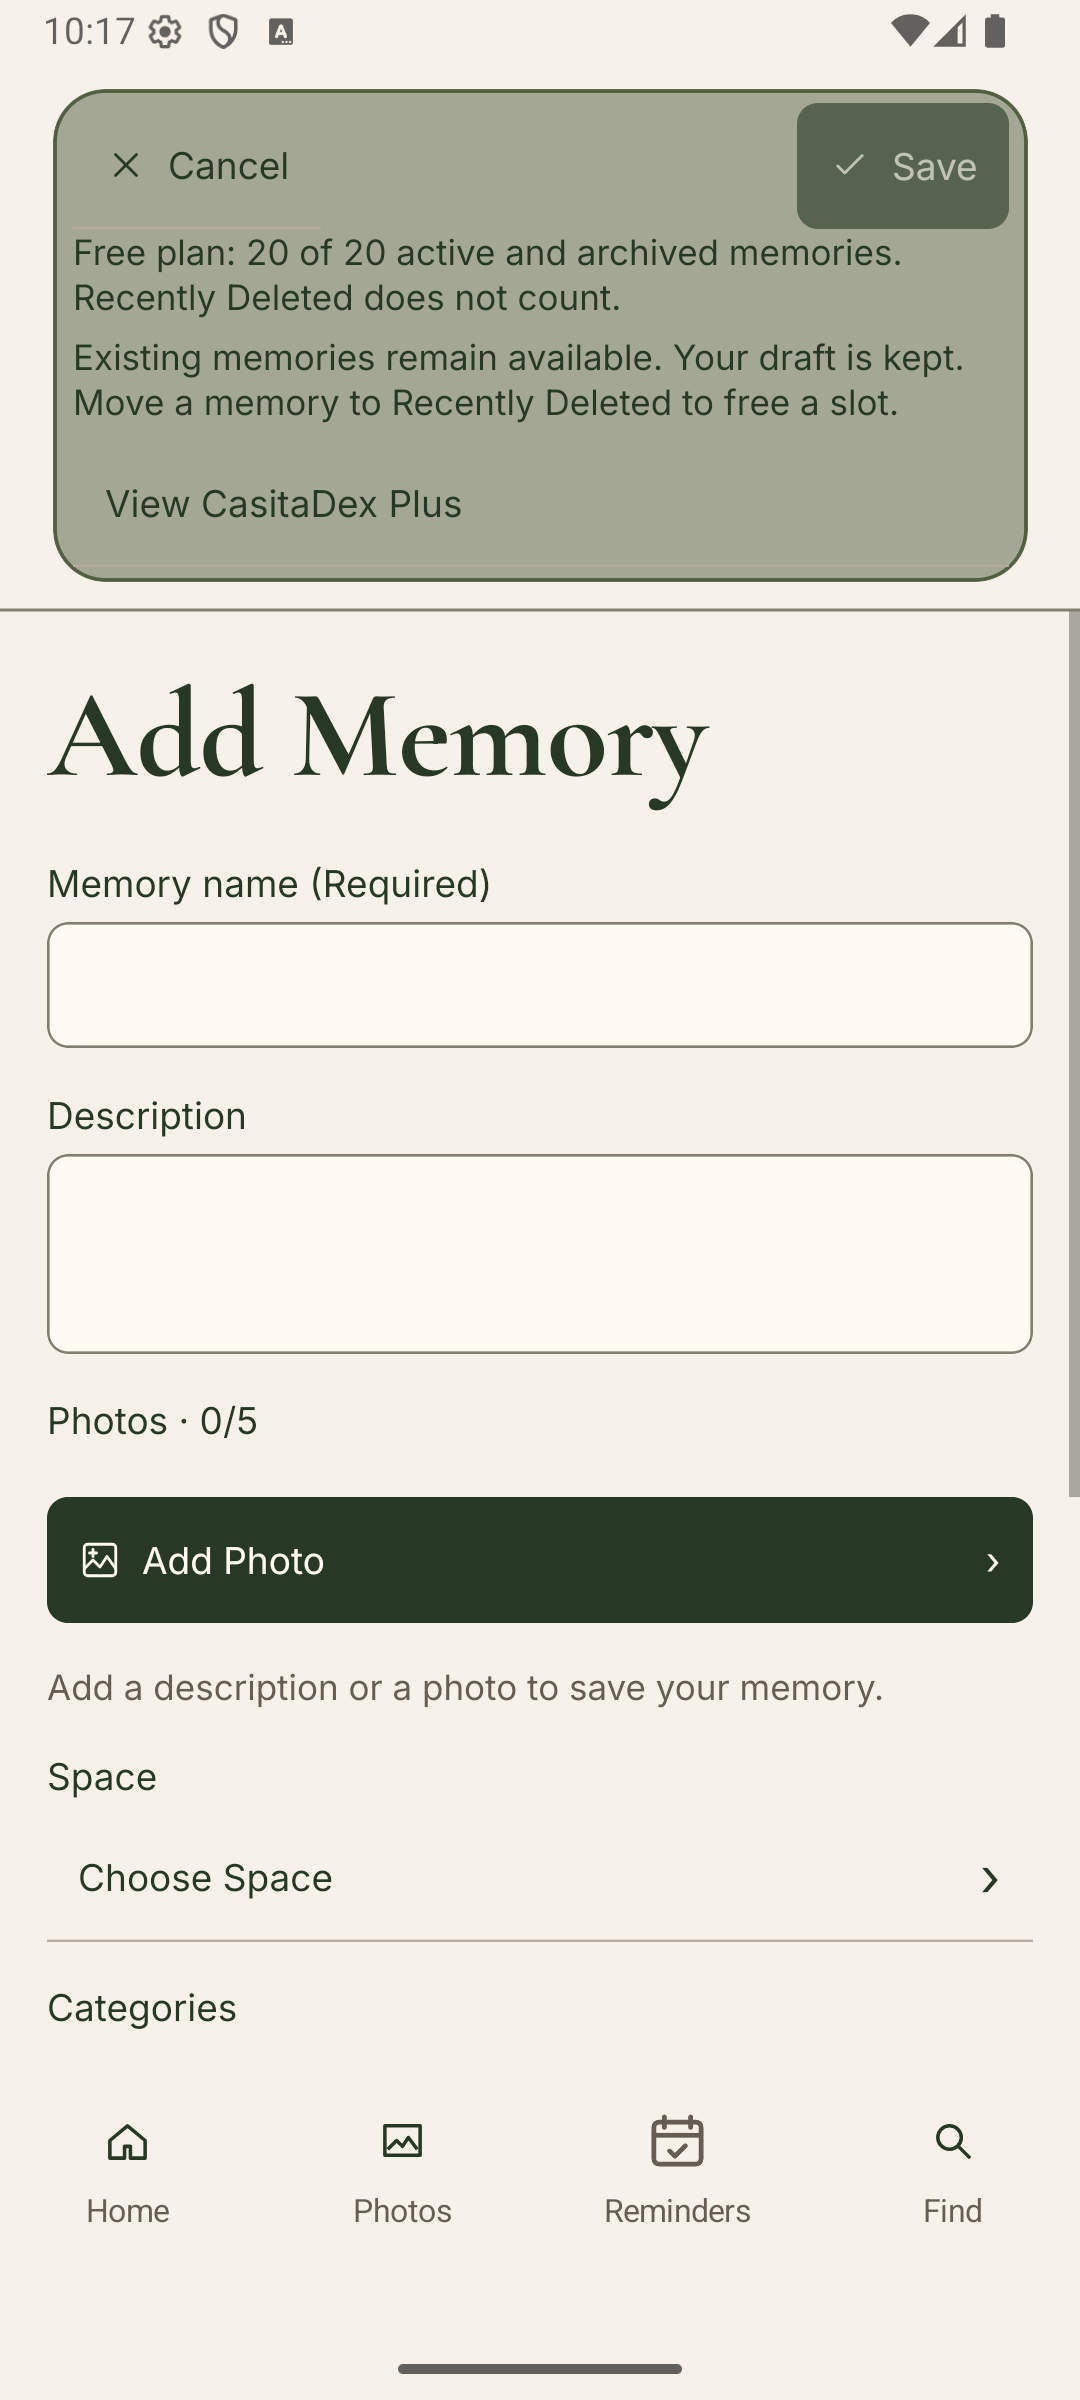 10:17
Cancel
Save
Free plan: 20 of 20 active and archived memories.
Recently Deleted does not count.
Existing memories remain available. Your draft is kept.
Move a memory to Recently Deleted to free a slot.
View CasitaDex Plus
Add Memory
Memory name (Required)
Description
Photos · 0/5
Add Photo
Add a description or a photo to save your memory.
Space
Choose Space
Categories
Home
Photos
Reminders
Find